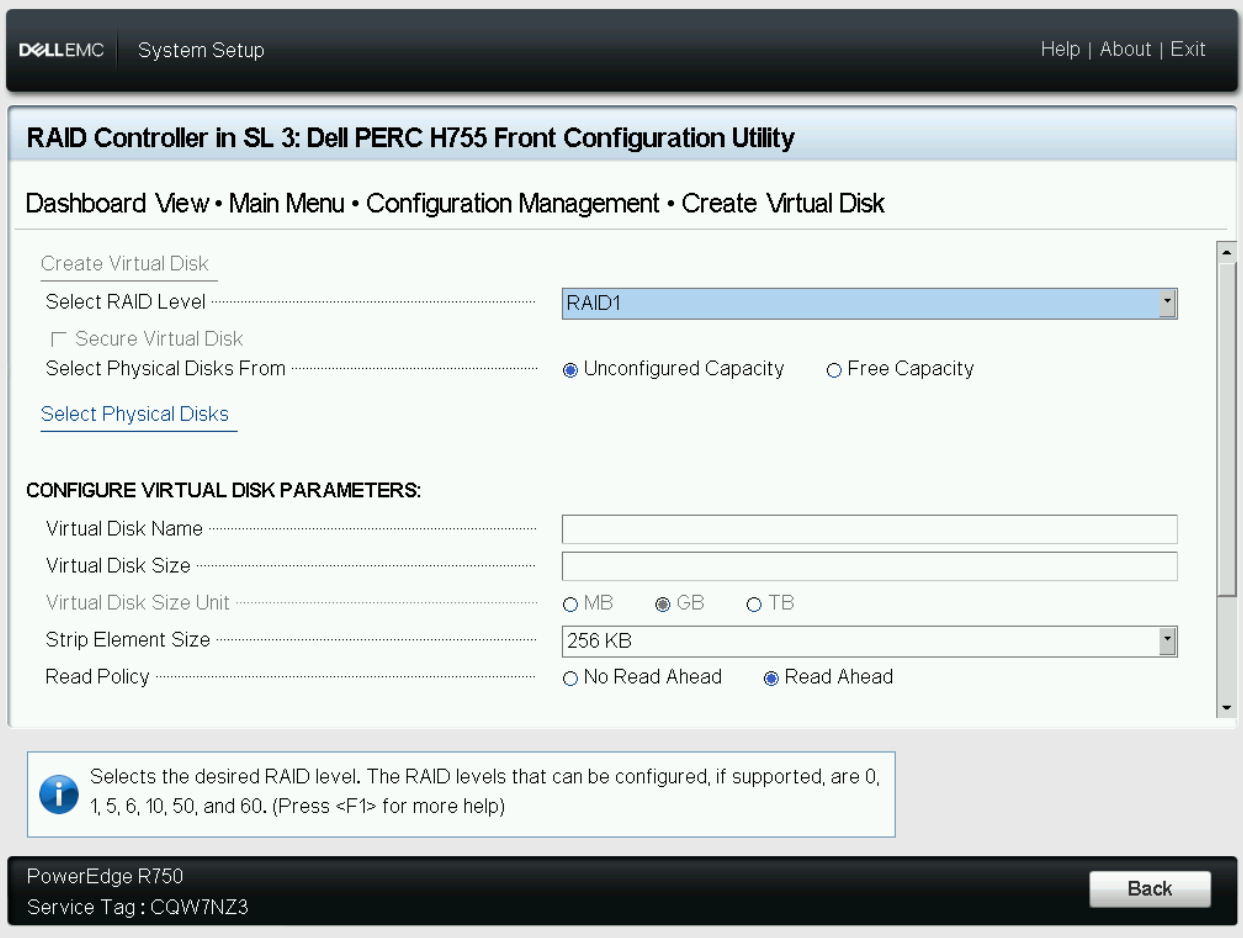 DELLEMC System Setup Help | About | Exit
RAID Controller in SL 3: Dell PERC H755 Front Configuration Utility
Dashboard View • Main Menu • Configuration Management • Create Virtual Disk
Create Virtual Disk
Select RAID Level RAID1
Secure Virtual Disk
Select Physical Disks From Unconfigured Capacity Free Capacity
Select Physical Disks
CONFIGURE VIRTUAL DISK PARAMETERS:
Virtual Disk Name
Virtual Disk Size
Virtual Disk Size Unit MB GB TB
Strip Element Size 256 KB
Read Policy No Read Ahead Read Ahead
Selects the desired RAID level. The RAID levels that can be configured, if supported, are 0,
1, 5, 6, 10, 50, and 60. (Press <F1> for more help)
PowerEdge R750
Service Tag : CQW7NZ3
Back